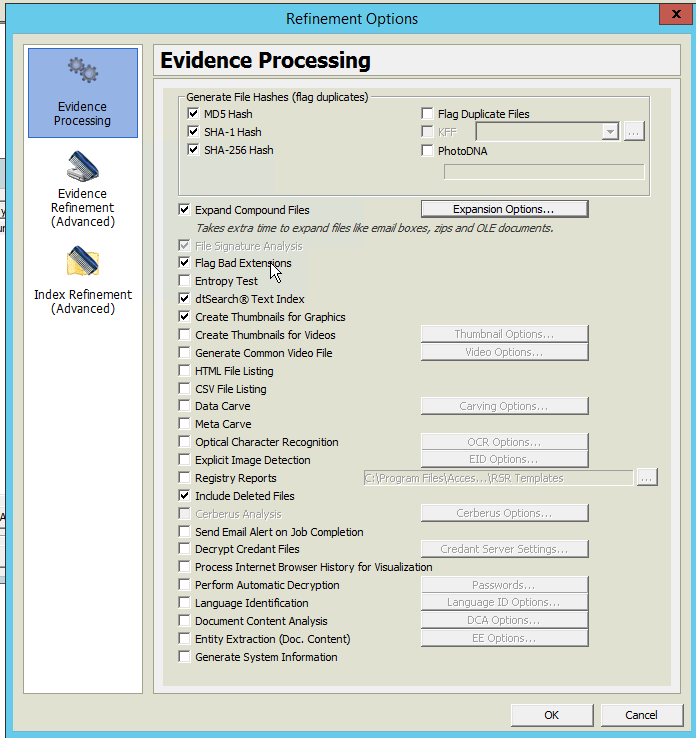 Refinement Options
x
Evidence
Processing
Evidence
Refinement
(Advanced)
Index Refinement
(Advanced)
Evidence Processing
Generate File Hashes (flag duplicates)
MD5 Hash
Flag Duplicate Files
SHA-1 Hash
KFF
...
SHA-256 Hash
PhotoDNA
Expand Compound Files
Expansion Options...
Takes extra time to expand files like email boxes, zips and OLE documents.
File Signature Analysis
Flag Bad Extensions
Entropy Test
dtSearch® Text Index
Create Thumbnails for Graphics
Create Thumbnails for Videos
Thumbnail Options...
Generate Common Video File
Video Options...
HTML File Listing
CSV File Listing
Data Carve
Carving Options...
Meta Carve
Optical Character Recognition
OCR Options...
Explicit Image Detection
EID Options...
Registry Reports
C:\Program Files\Acces...\RSR Templates
...
Include Deleted Files
Cerberus Analysis
Cerberus Options...
Send Email Alert on Job Completion
Decrypt Credant Files
Credant Server Settings...
Process Internet Browser History for Visualization
Perform Automatic Decryption
Passwords...
Language Identification
Language ID Options...
Document Content Analysis
DCA Options...
Entity Extraction (Doc. Content)
EE Options...
Generate System Information
OK
Cancel